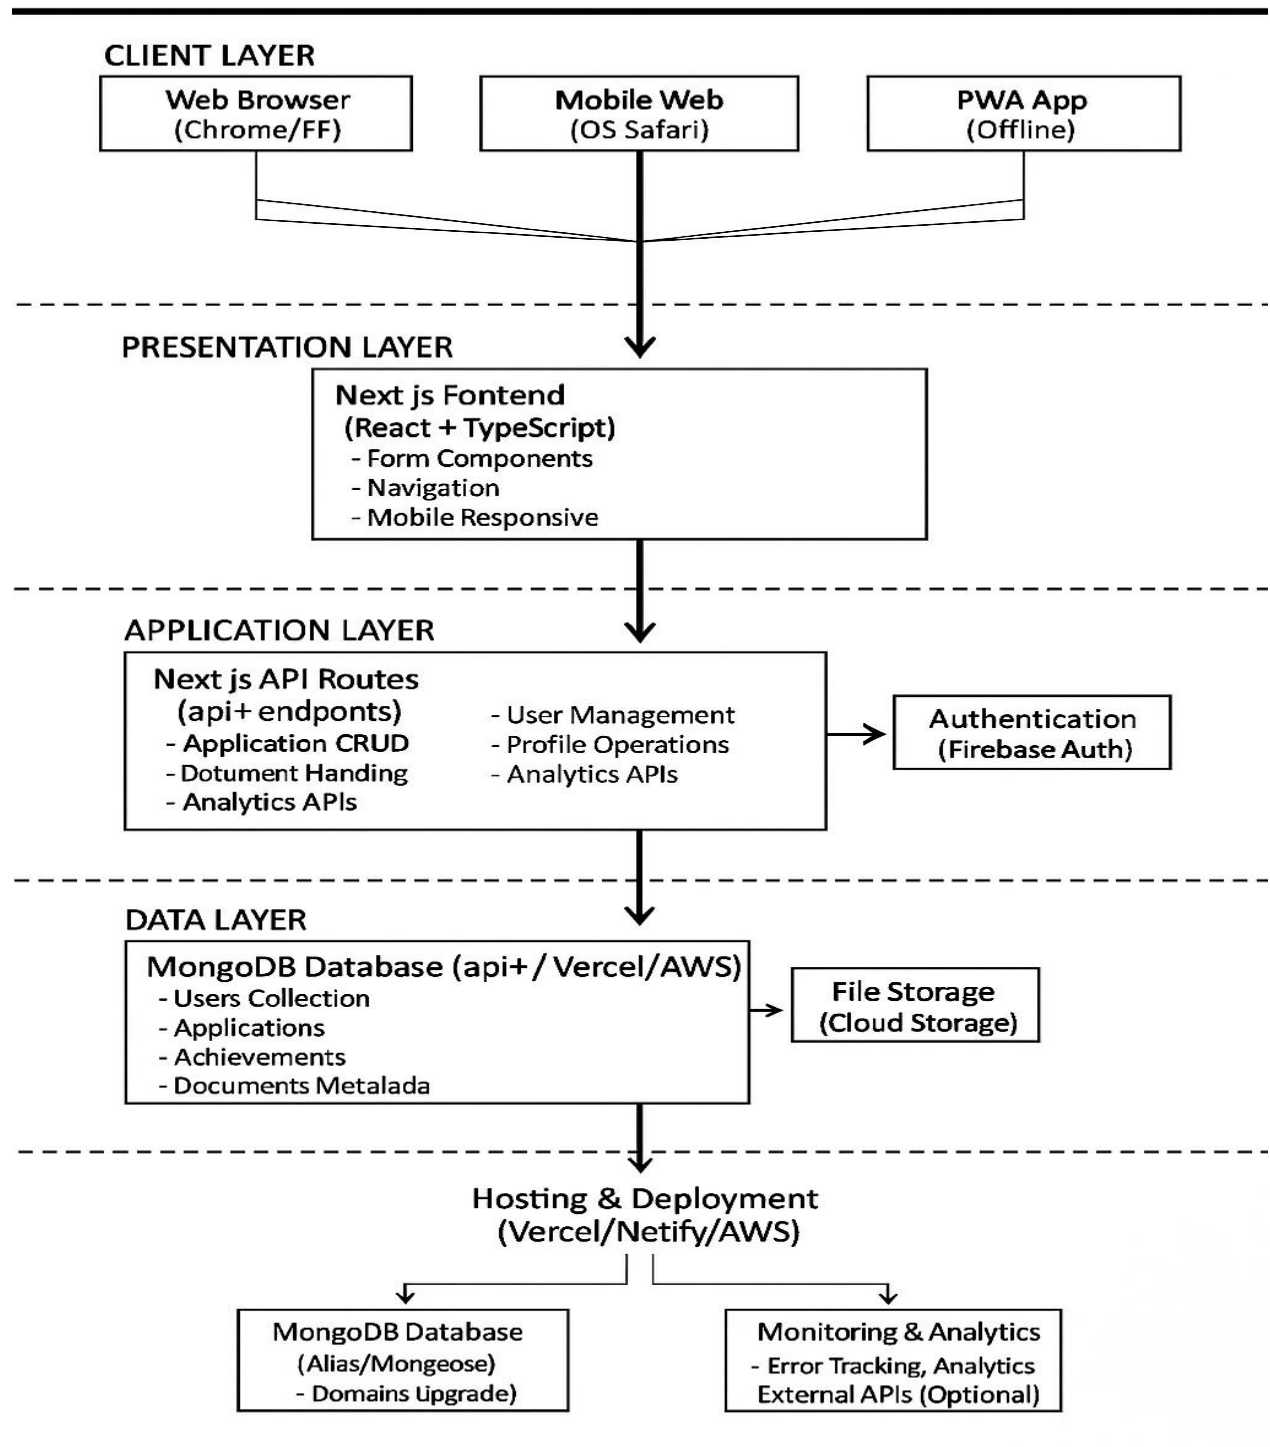 CLIENT LAYER
Web Browser
(Chrome/FF)
Mobile Web
(OS Safari)
PWA App
(Offline)
PRESENTATION LAYER
Next js Fontend
(React + TypeScript)
- Form Components
- Navigation
- Mobile Responsive
APPLICATION LAYER
Next js API Routes
(api+ endponts)
- Application CRUD
- Dotument Handing
- Analytics APIs
- User Management
- Profile Operations
- Analytics APIs
Authentication
(Firebase Auth)
DATA LAYER
MongoDB Database (api+ / Vercel/AWS)
- Users Collection
- Applications
- Achievements
- Documents Metalada
File Storage
(Cloud Storage)
Hosting & Deployment
(Vercel/Netify/AWS)
MongoDB Database
(Alias/Mongeose)
- Domains Upgrade)
Monitoring & Analytics
- Error Tracking, Analytics
External APIs (Optional)